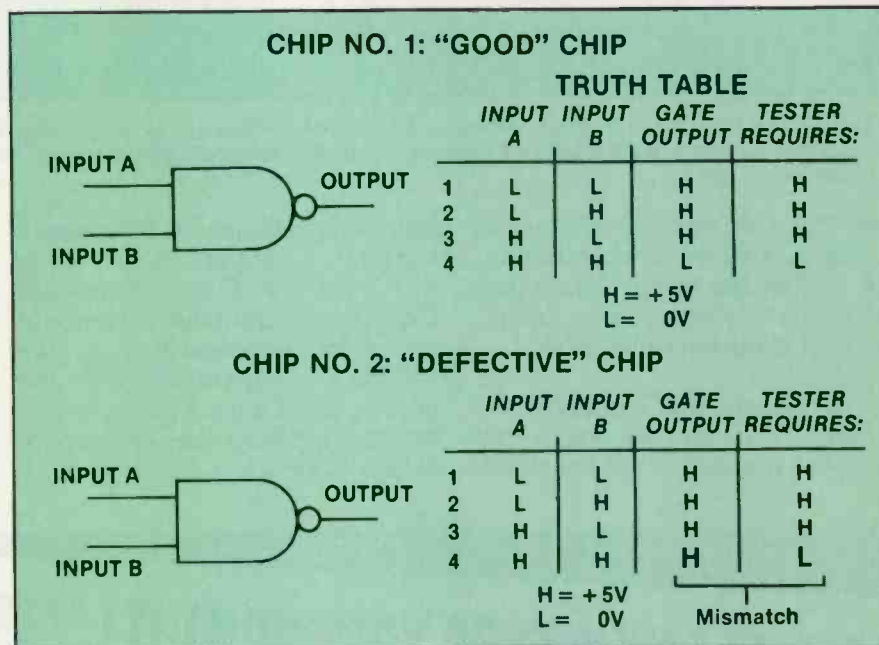 CHIP NO. 1: “GOOD” CHIP
TRUTH TABLE
INPUT A INPUT B GATE OUTPUT TESTER REQUIRES:
1 L L H H
2 L H H H
3 H L H H
4 H H L L
H = +5V
L = 0V
INPUT A
INPUT B
OUTPUT
CHIP NO. 2: “DEFECTIVE” CHIP
INPUT A INPUT B GATE OUTPUT TESTER REQUIRES:
1 L L H H
2 L H H H
3 H L H H
4 H H H L
H = +5V
L = 0V
Mismatch
INPUT A
INPUT B
OUTPUT